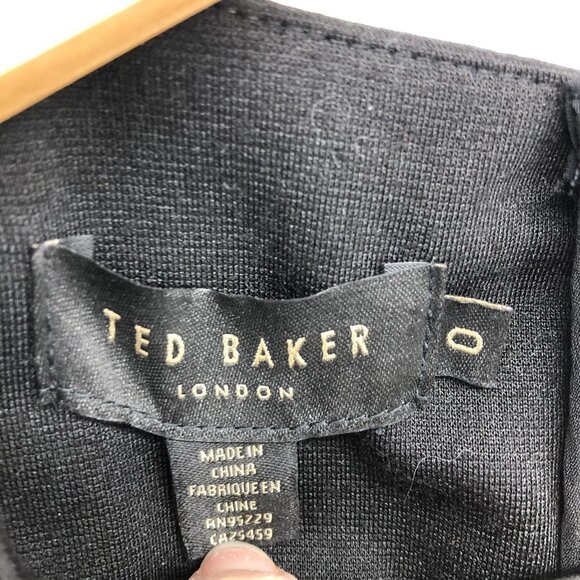 TED BAKER
LONDON
0
MADE IN
CHINA
FABRIQUE EN
CHINE
RN95229
CA25459